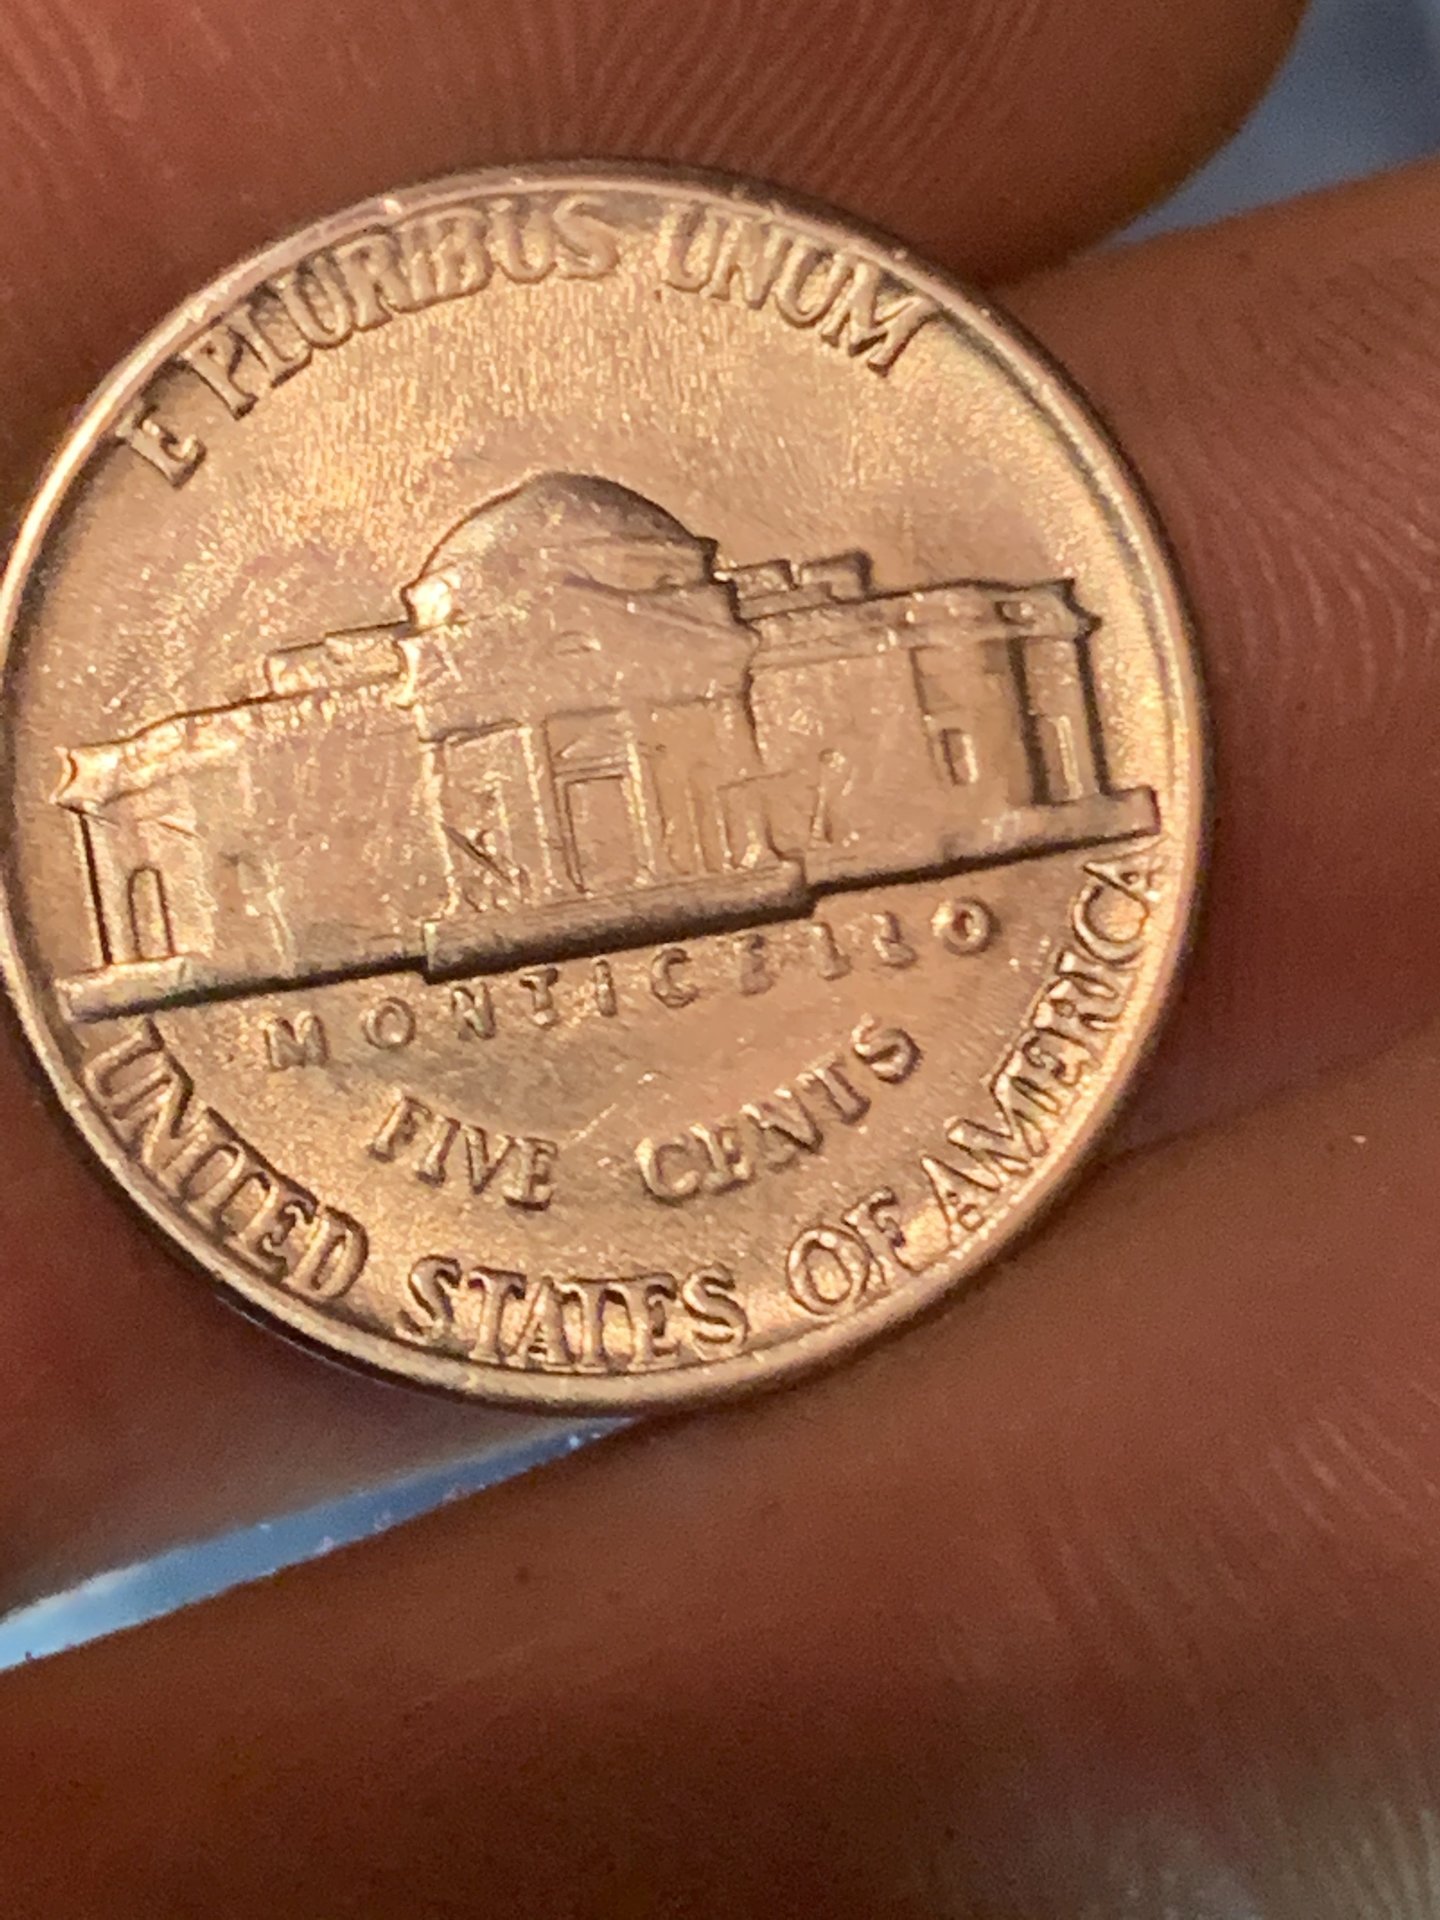 E PLURIBUS UNUM
MONTICELLO
FIVE CENTS
UNITED STATES OF AMERICA